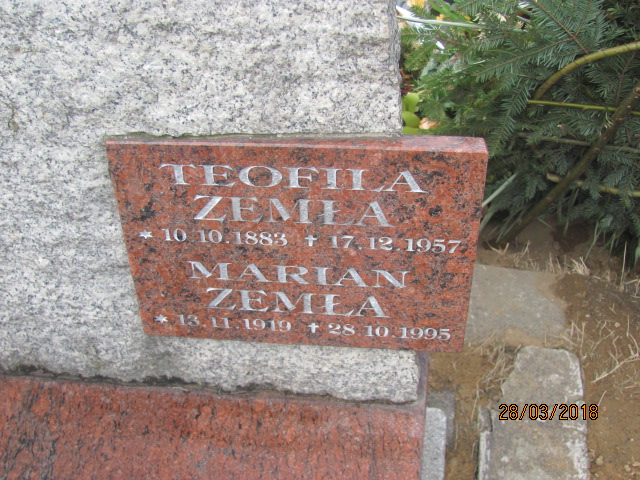 TEOFILA
ZEMŁA
* 10.10.1883 + 17.12.1957
MARIAN
ZEMŁA
* 13.11.1919 + 28.10.1995
28/03/2018